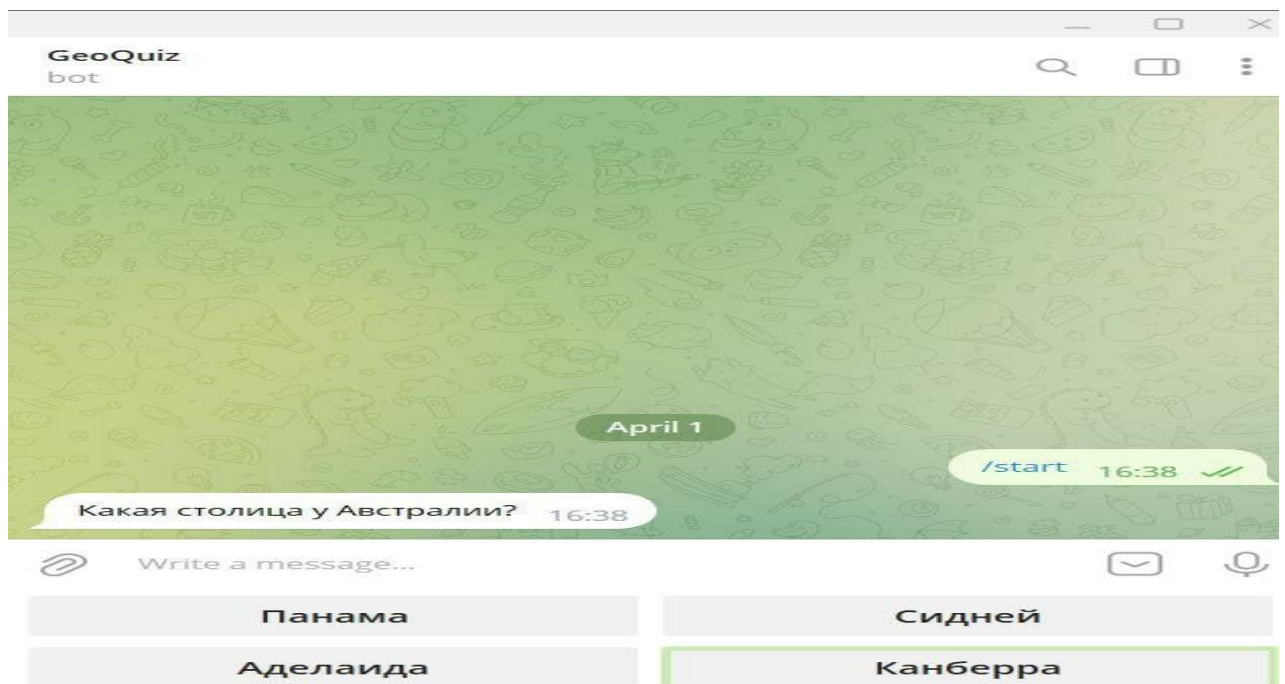 GeoQuiz
bot
April 1
/start 16:38
Какая столица у Австралии? 16:38
Write a message...
Панама Сидней
Аделаида Канберра